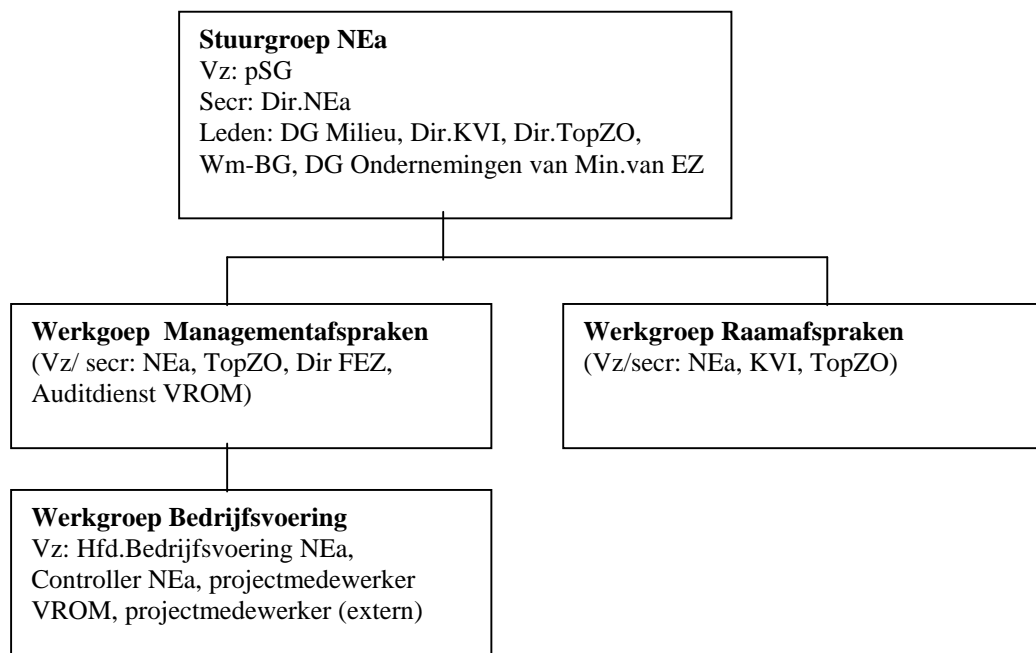 Stuurgroep NEa
Vz: pSG
Secr: Dir.NEa
Leden: DG Milieu, Dir.KVI, Dir.TopZO,
Wm-BG, DG Ondernemingen van Min.van EZ
Werkgoep Managementafspraken
(Vz/ secr: NEa, TopZO, Dir FEZ,
Auditdienst VROM)
Werkgroep Raamafspraken
(Vz/secr: NEa, KVI, TopZO)
Werkgroep Bedrijfsvoering
Vz: Hfd.Bedrijfsvoering NEa,
Controller NEa, projectmedewerker
VROM, projectmedewerker (extern)